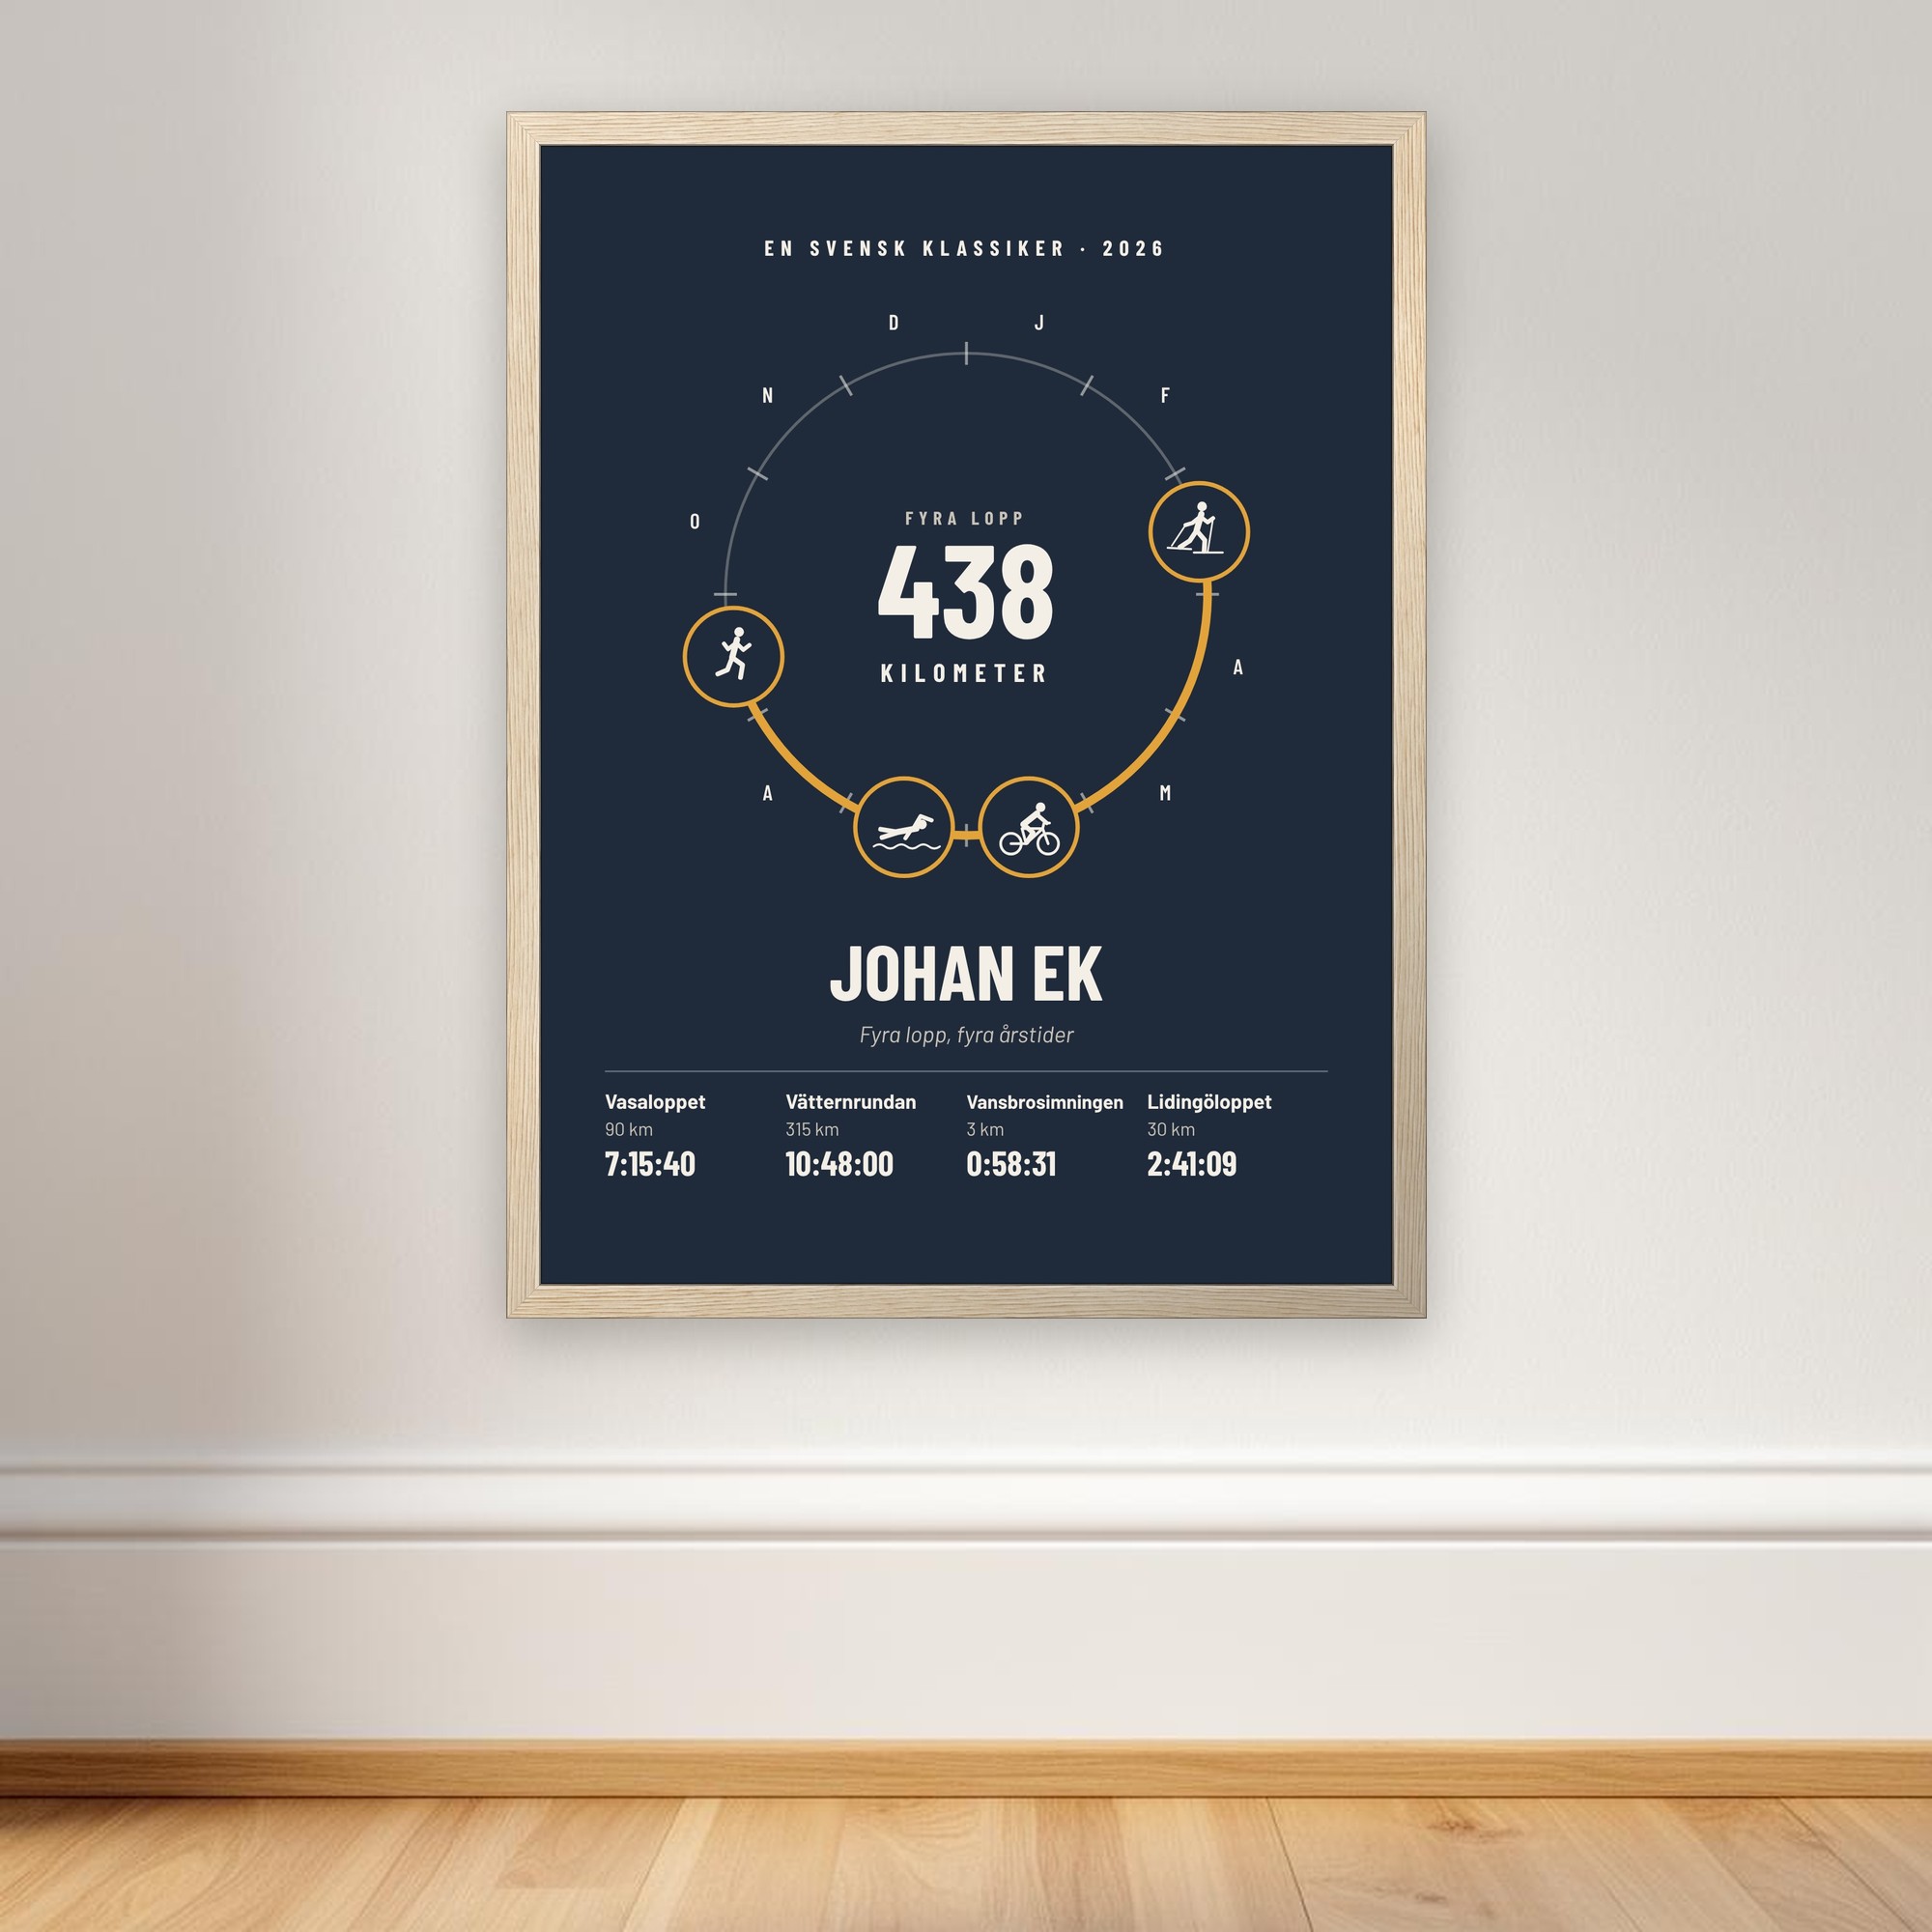 EN SVENSK KLASSIKER · 2026
D J
N F
O
FYRA LOPP
438
KILOMETER
A
A M
JOHAN EK
Fyra lopp, fyra årstider
Vasaloppet Vätternrundan Vansbrosimningen Lidingöloppet
90 km 315 km 3 km 30 km
7:15:40 10:48:00 0:58:31 2:41:09